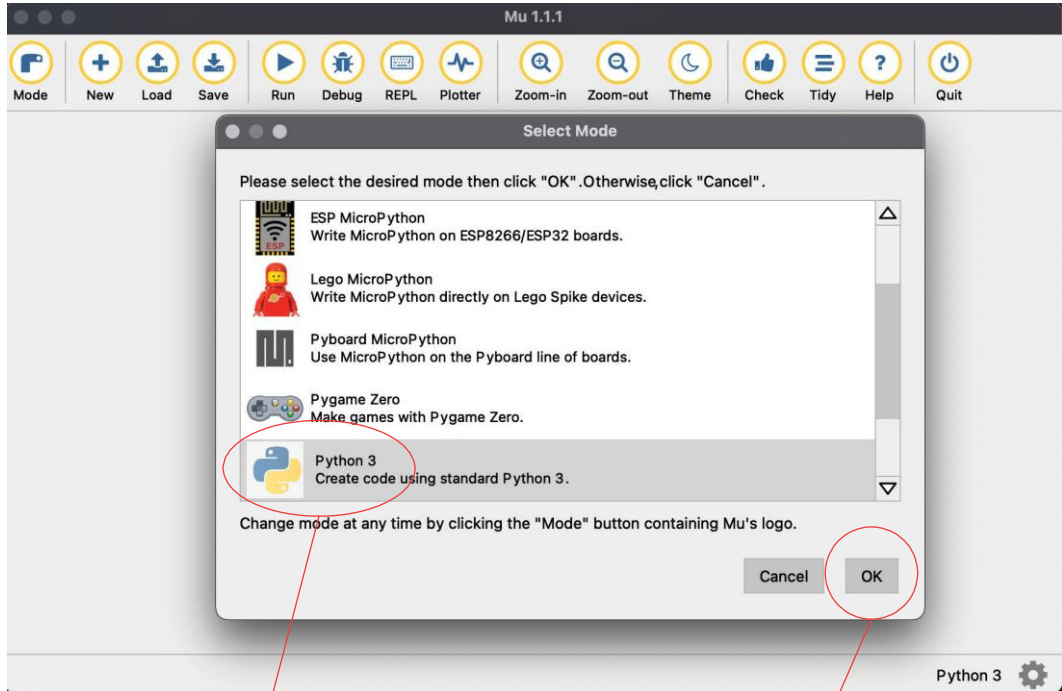 Mu 1.1.1
Mode New Load Save Run Debug REPL Plotter Zoom-in Zoom-out Theme Check Tidy Help Quit
Select Mode
Please select the desired mode then click "OK".Otherwise,click "Cancel".
ESP
ESP MicroPython
Write MicroPython on ESP8266/ESP32 boards.
Lego MicroPython
Write MicroPython directly on Lego Spike devices.
Pyboard MicroPython
Use MicroPython on the Pyboard line of boards.
Pygame Zero
Make games with Pygame Zero.
Python 3
Create code using standard Python 3.
Change mode at any time by clicking the "Mode" button containing Mu's logo.
Cancel OK
Python 3